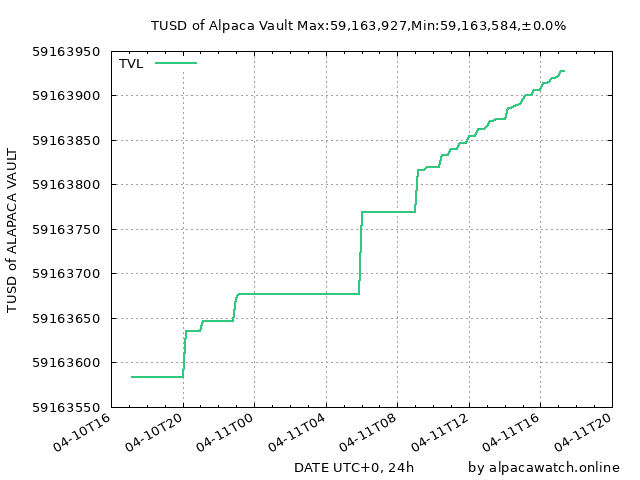 TUSD of Alpaca Vault Max:59,163,927,Min:59,163,584,±0.0%
TVL
59163950
59163900
59163850
59163800
59163750
59163700
59163650
59163600
59163550
TUSD of ALAPACA VAULT
04-10T16
04-10T20
04-11T00
04-11T04
04-11T08
04-11T12
04-11T16
04-11T20
DATE UTC+0, 24h
by alpacawatch.online